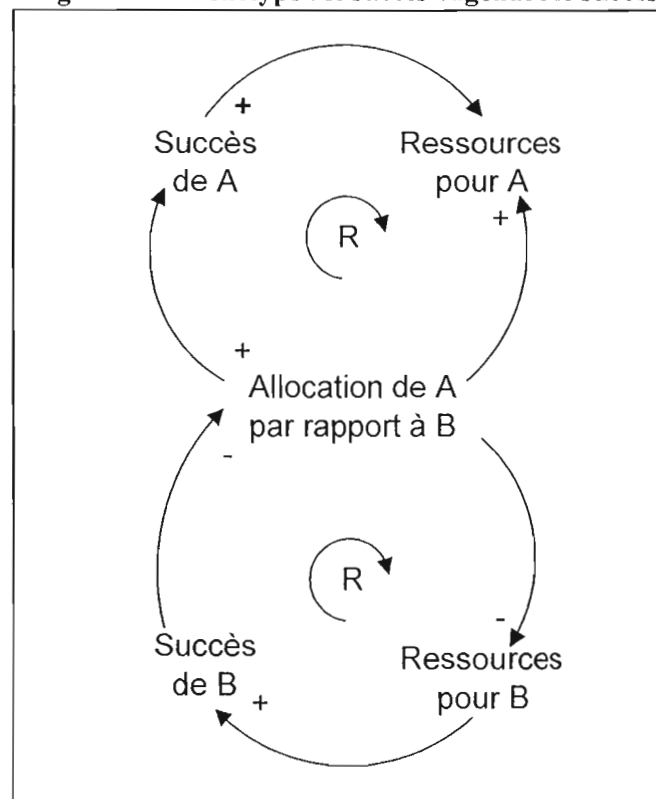 +
Succès
de A
Ressources
pour A
+
R
+
Allocation de A
par rapport à B
-
R
-
Succès
de B
+
Ressources
pour B